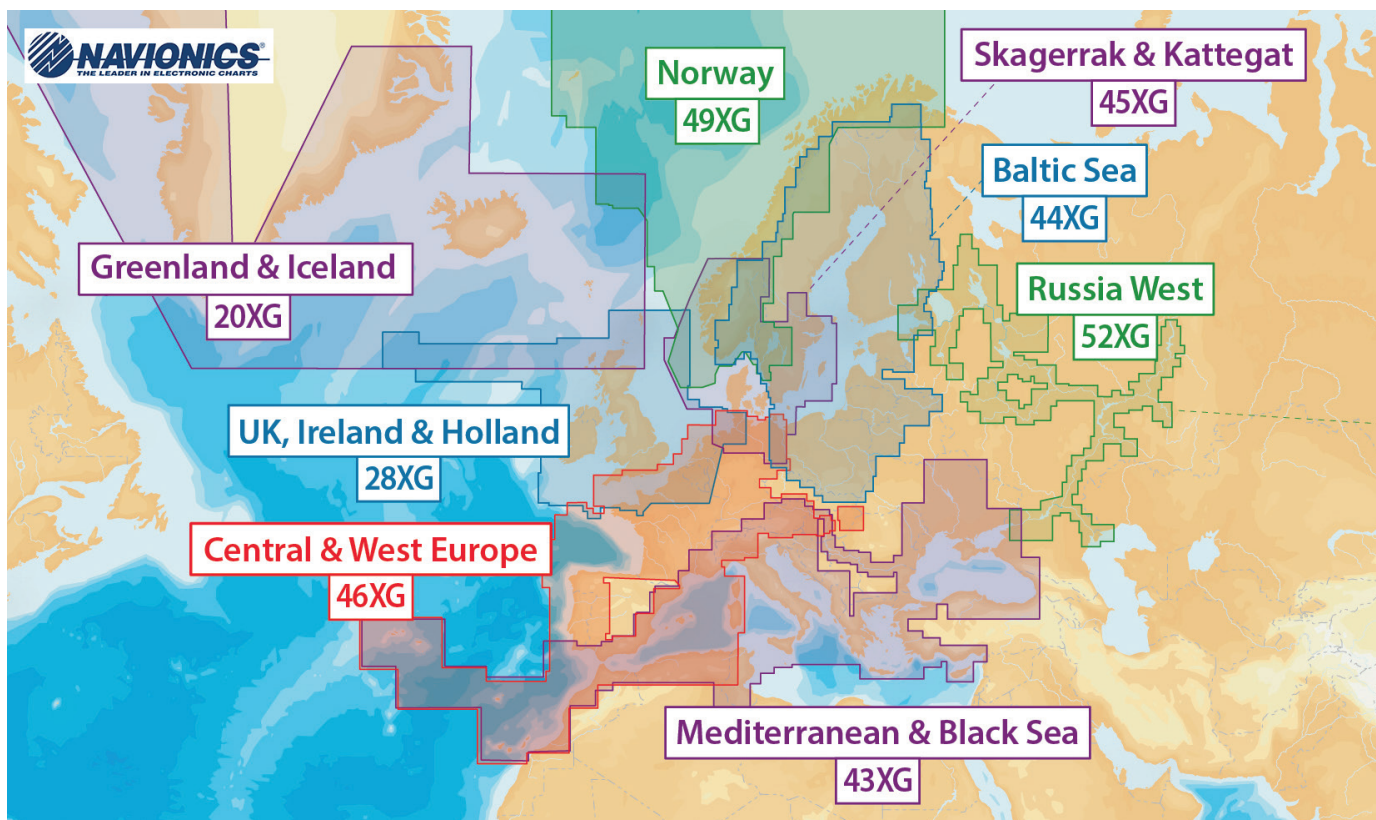 NAVIONICS®
THE LEADER IN ELECTRONIC CHARTS
Norway
49XG
Skagerrak & Kattegat
45XG
Baltic Sea
44XG
Greenland & Iceland
20XG
Russia West
52XG
UK, Ireland & Holland
28XG
Central & West Europe
46XG
Mediterranean & Black Sea
43XG